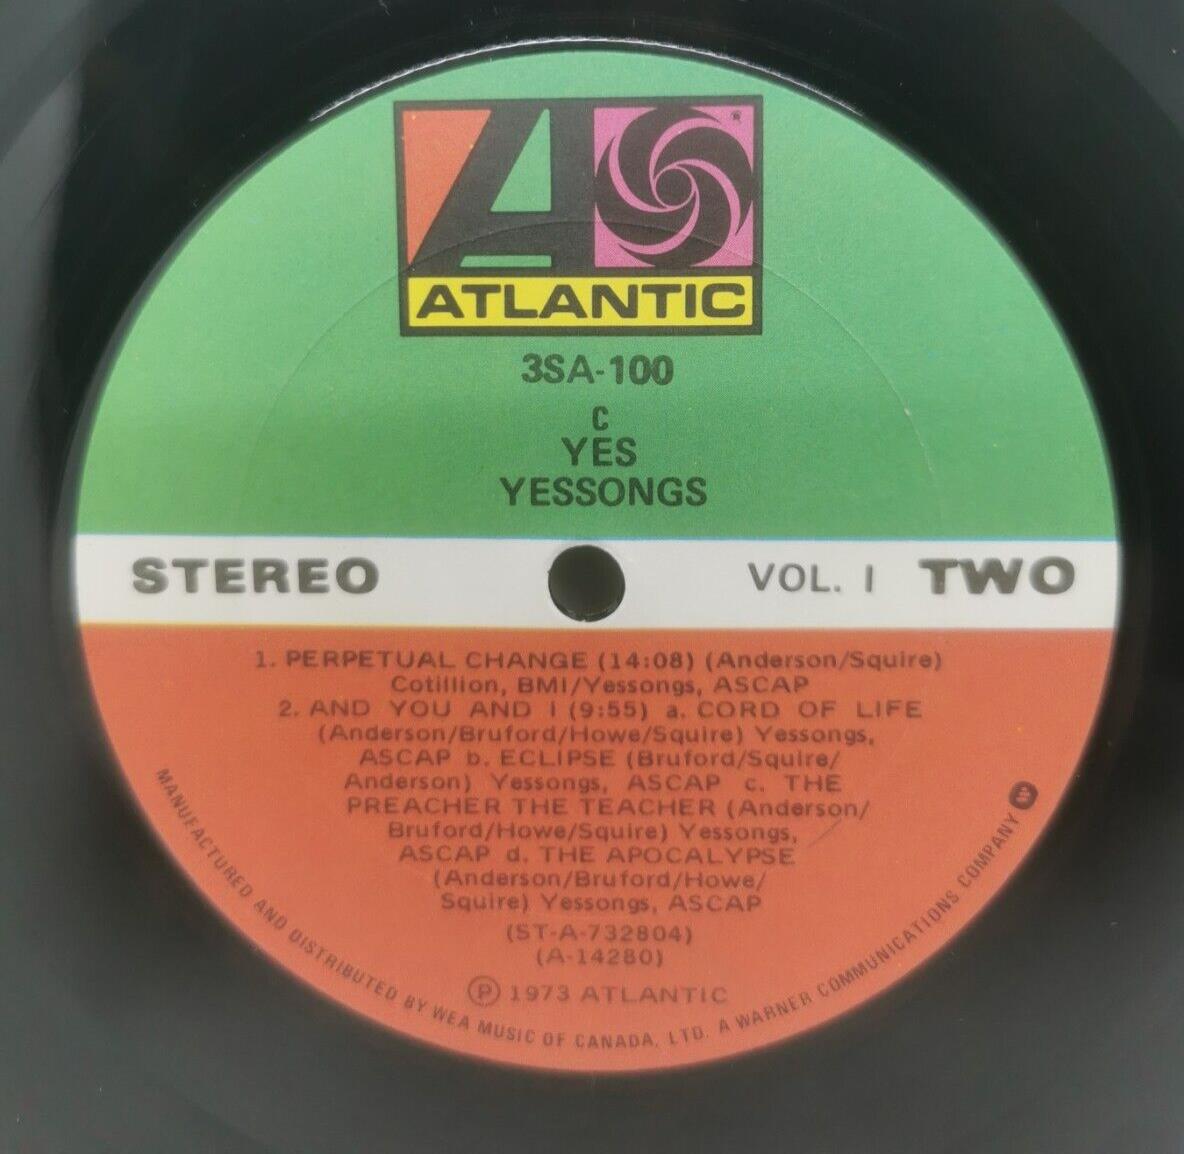 ATLANTIC
3SA-100
C
YES
YESSONGS
STEREO
VOL. I TWO
1. PERPETUAL CHANGE (14:08) (Anderson/Squire)
Cotillion, BMI/Yessongs, ASCAP
2. AND YOU AND I (9:55) a. CORD OF LIFE
(Anderson/Bruford/Howe/Squire) Yessongs,
ASCAP b. ECLIPSE (Bruford/Squire/
Anderson) Yessongs, ASCAP c. THE
PREACHER THE TEACHER (Anderson/
Bruford/Howe/Squire) Yessongs,
ASCAP d. THE APOCALYPSE
(Anderson/Bruford/Howe/
Squire) Yessongs, ASCAP
(ST-A-732804)
(A-14280)
Ⓟ 1973 ATLANTIC
MANUFACTURED AND DISTRIBUTED BY WEA MUSIC OF CANADA, LTD. A WARNER COMMUNICATIONS COMPANY